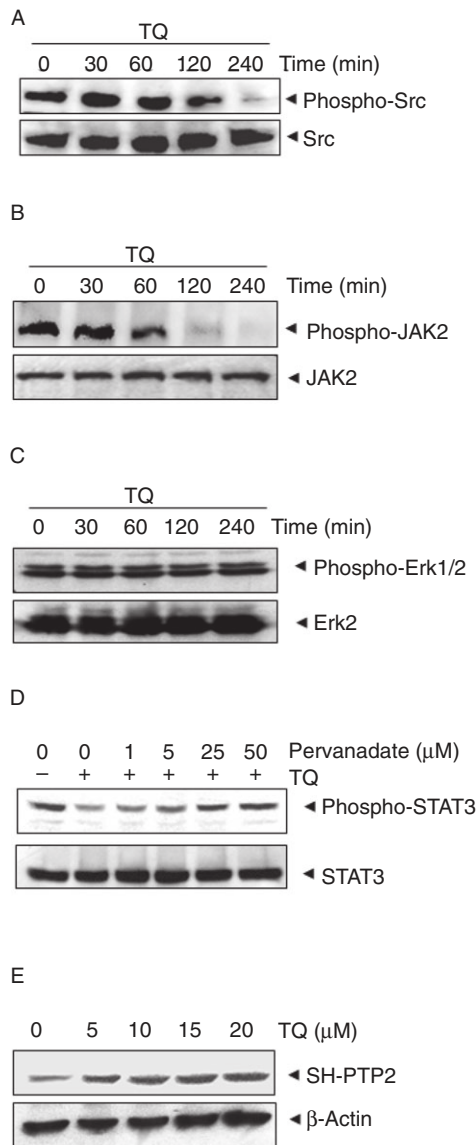 A
TQ
0 30 60 120 240 Time (min)
Phospho-Src
Src
B
TQ
0 30 60 120 240 Time (min)
Phospho-JAK2
JAK2
C
TQ
0 30 60 120 240 Time (min)
Phospho-Erk1/2
Erk2
D
0 0 1 5 25 50 Pervanadate (μM)
– + + + + + TQ
Phospho-STAT3
STAT3
E
0 5 10 15 20 TQ (μM)
SH-PTP2
β-Actin